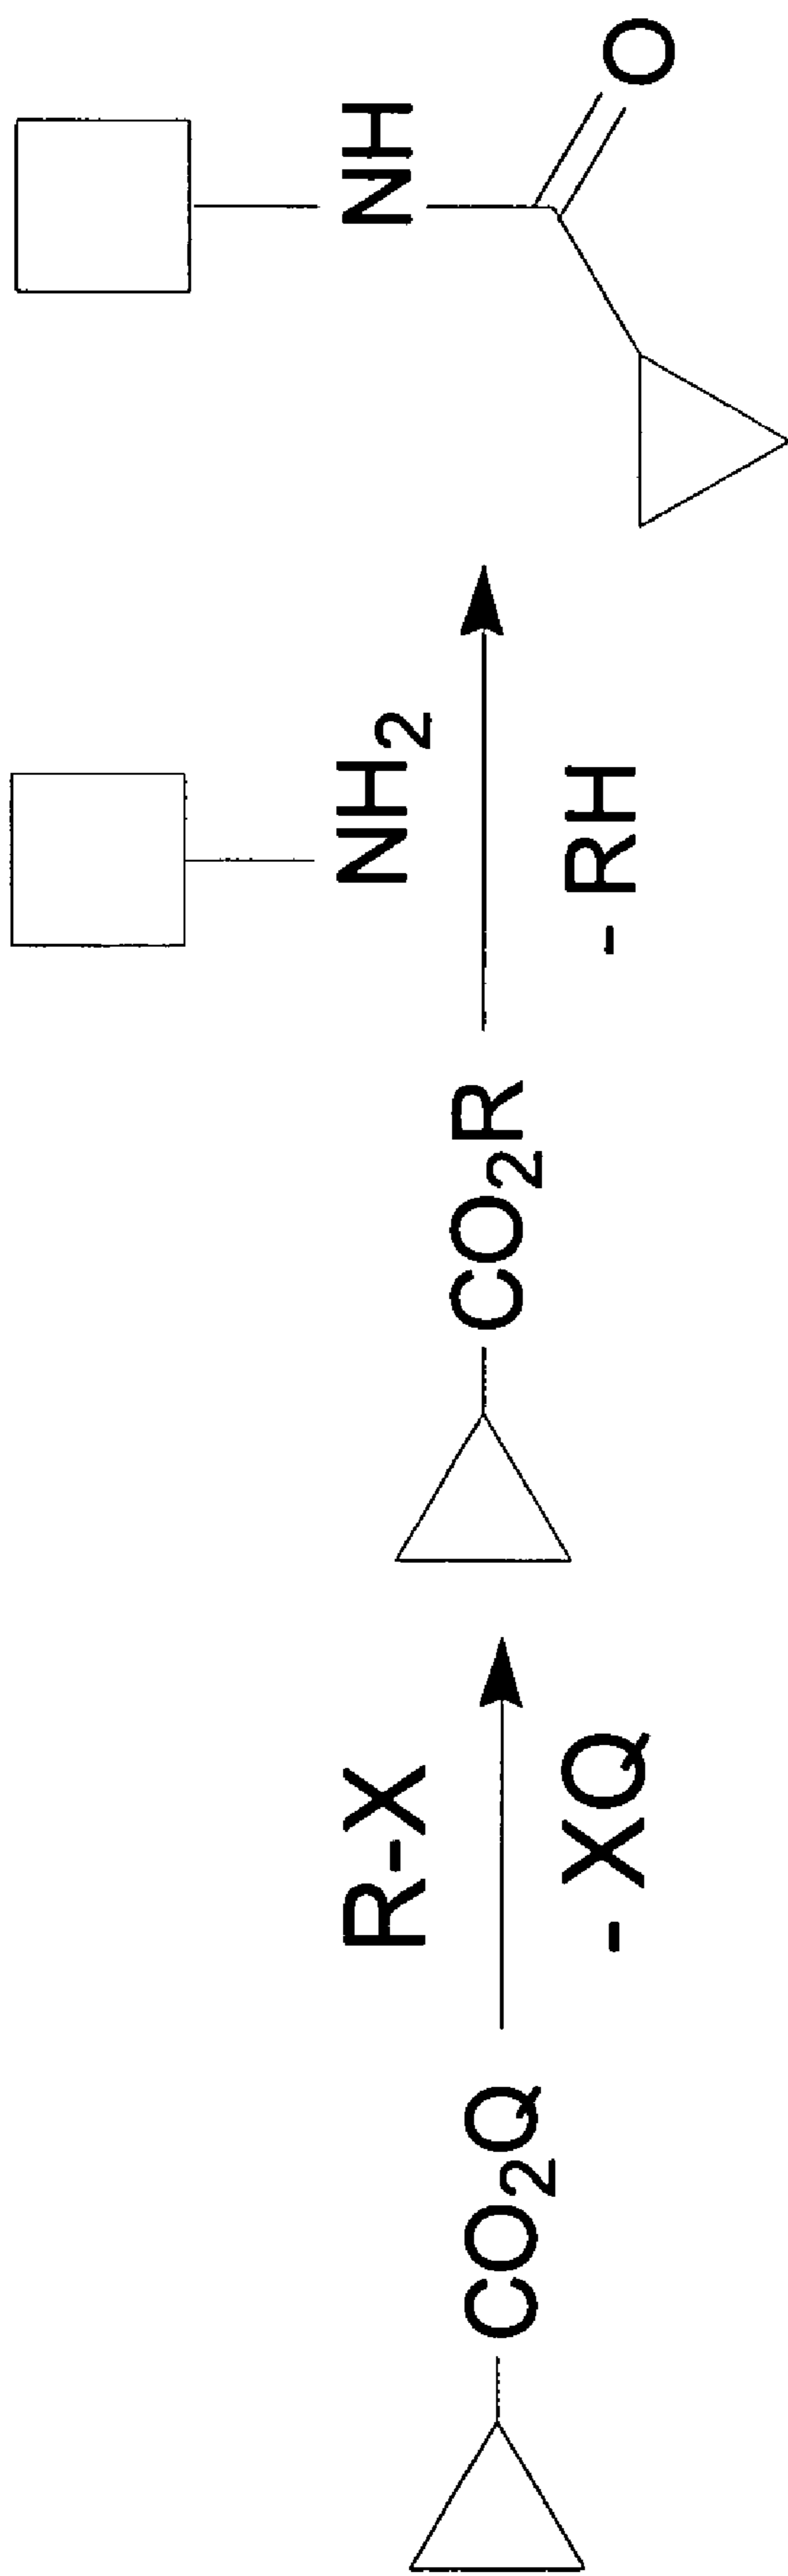 CO2Q
R-X
- XQ
CO2R
NH2
- RH
NH
O